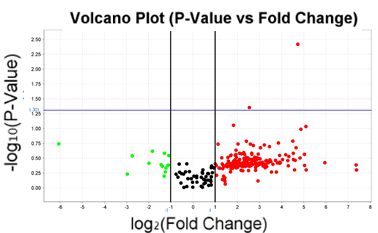 Volcano Plot (P-Value vs Fold Change)
-log₁₀(P-Value)
2.50
2.25
2.00
1.75
1.50
1.25
1.00
0.75
0.50
0.25
0.00
-6 -5 -4 -3 -2 -1 0 1 2 3 4 5 6 7 8
log₂(Fold Change)